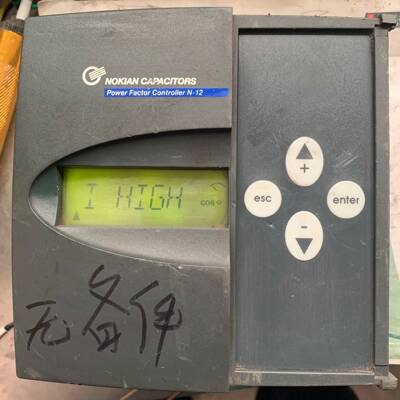 NOKIAN CAPACITORS
Power Factor Controller N-12
I HIGH
cos φ
+
esc
enter
-
无备件